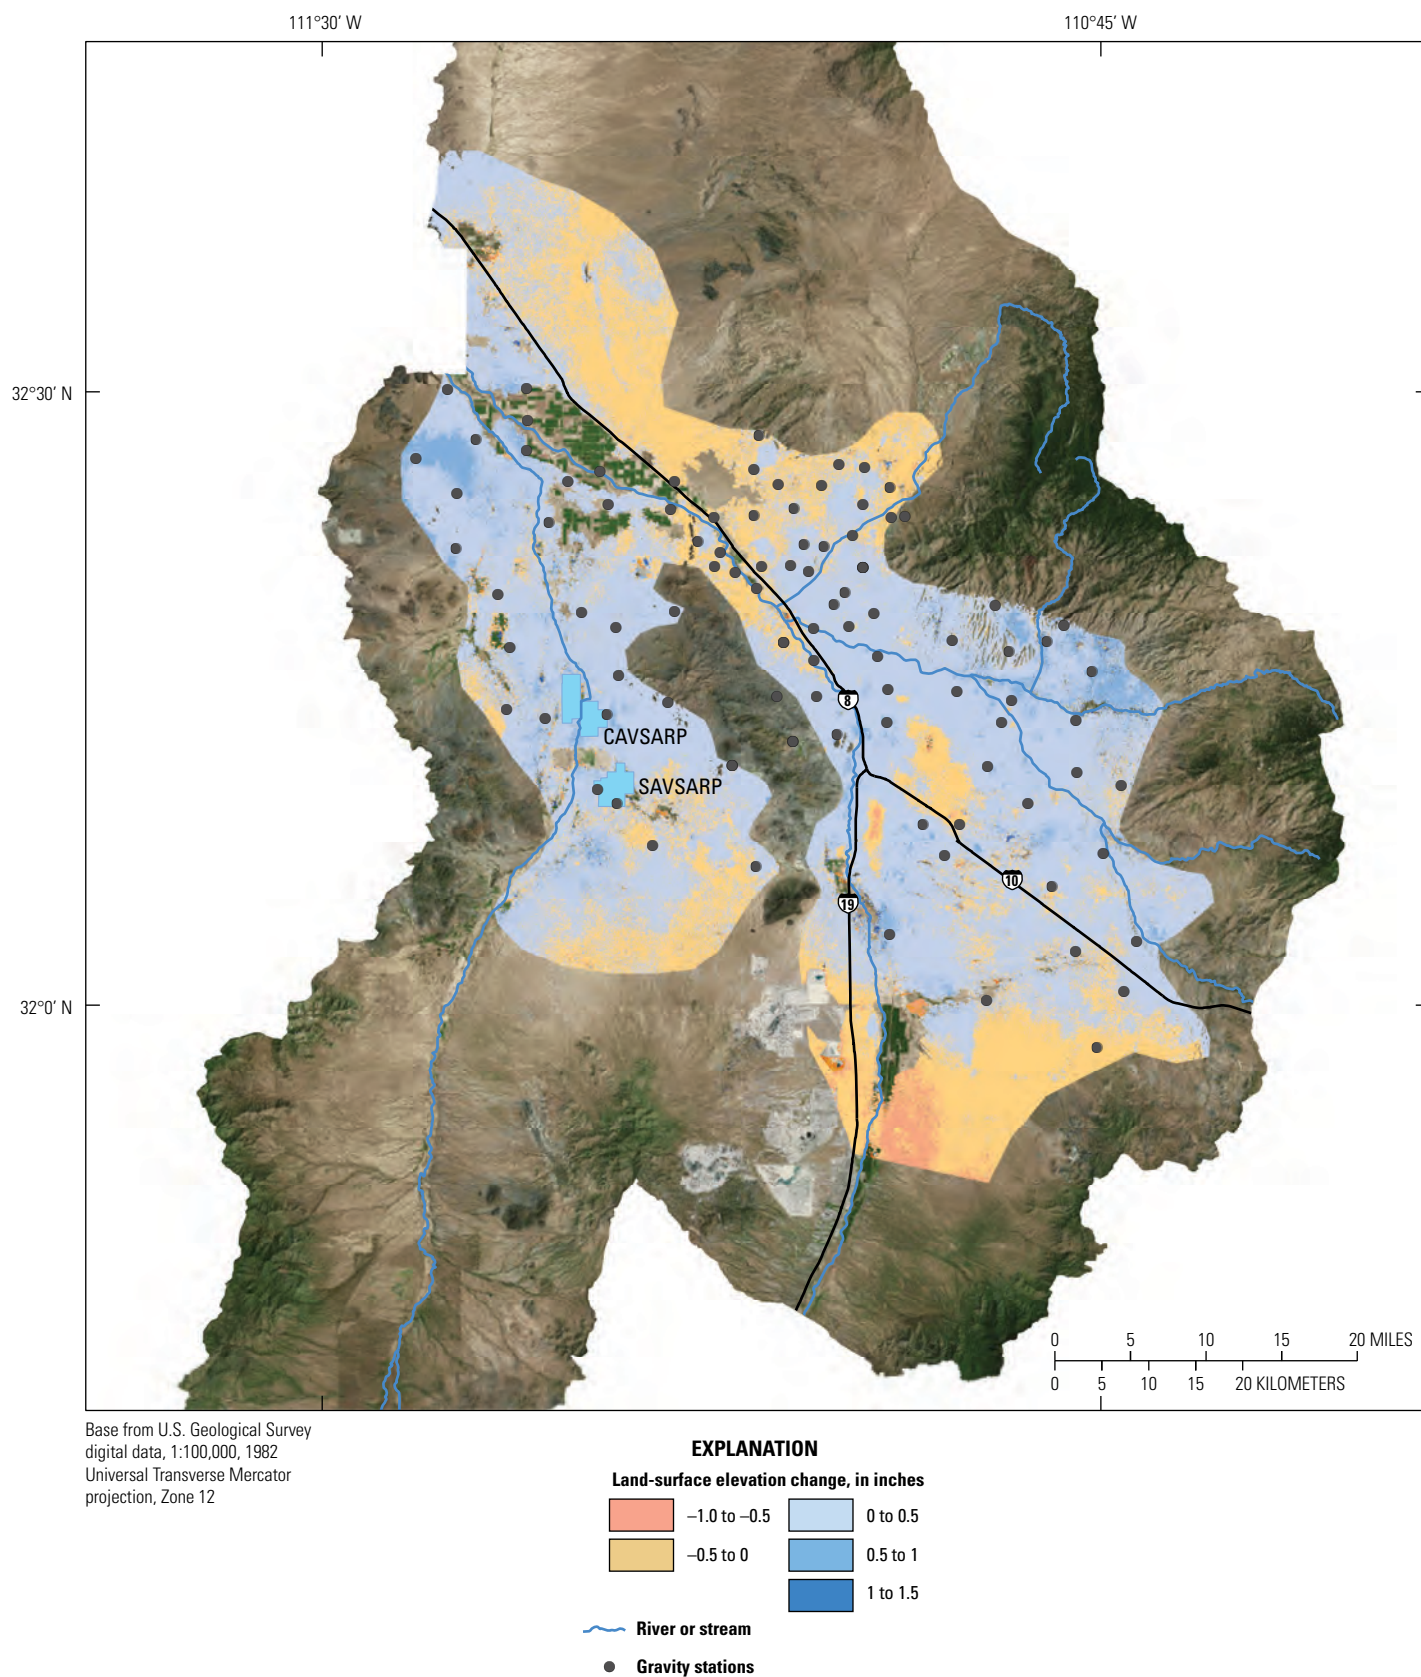 111°30′ W
110°45′ W
32°30′ N
8
CAVSARP
SAVSARP
10
19
32°0′ N
0 5 10 15 20 MILES
0 5 10 15 20 KILOMETERS
Base from U.S. Geological Survey
digital data, 1:100,000, 1982
Universal Transverse Mercator
projection, Zone 12
EXPLANATION
Land-surface elevation change, in inches
–1.0 to –0.5
0 to 0.5
–0.5 to 0
0.5 to 1
1 to 1.5
River or stream
Gravity stations